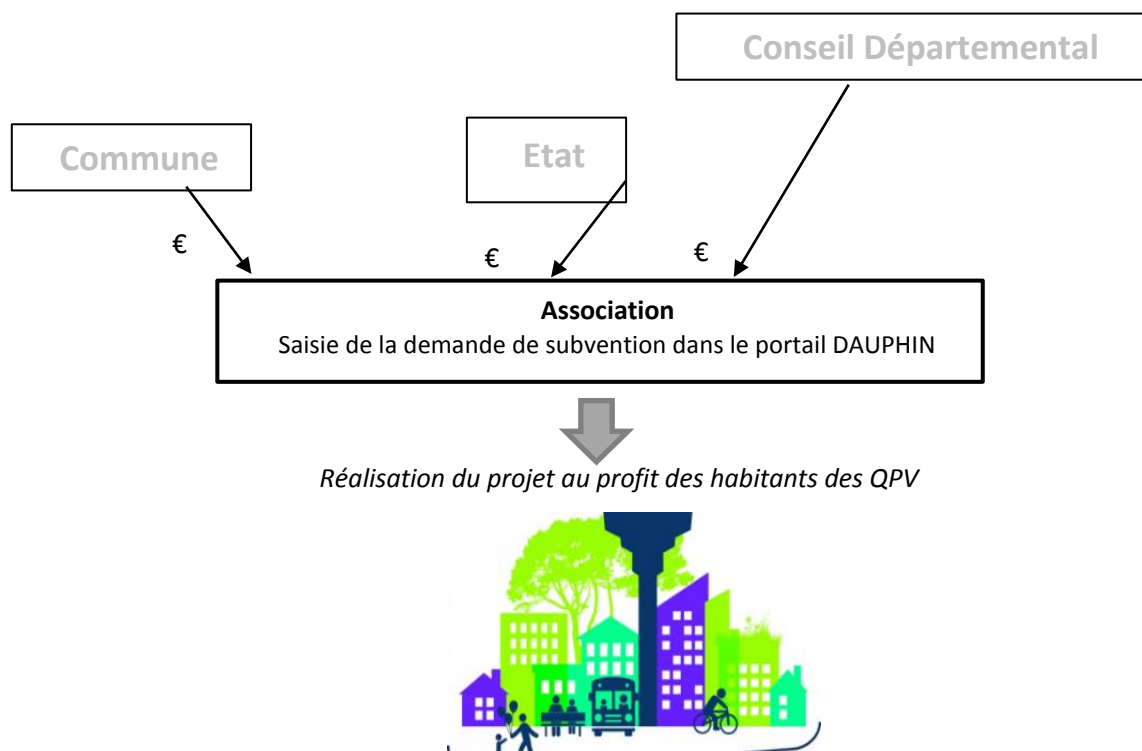 Conseil Départemental
Commune
Etat
€
€
€
Association
Saisie de la demande de subvention dans le portail DAUPHIN
Réalisation du projet au profit des habitants des QPV